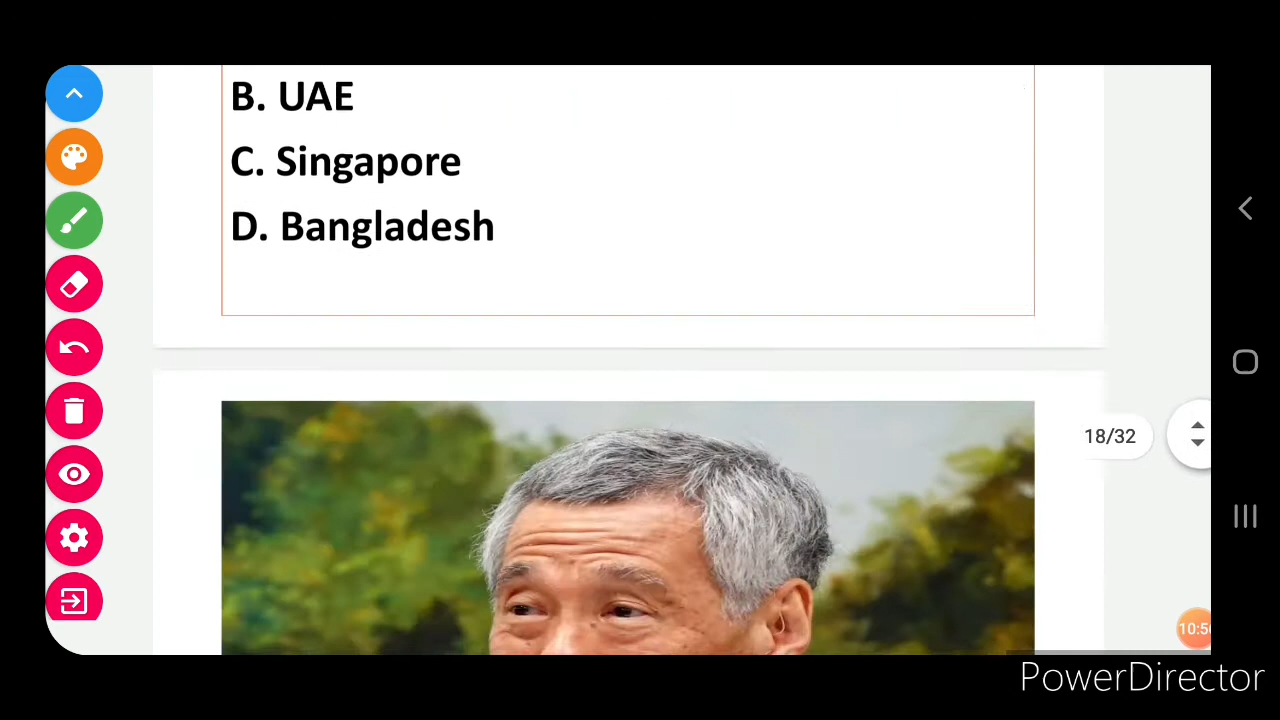 B. UAE
C. Singapore
D. Bangladesh
18/32
PowerDirector